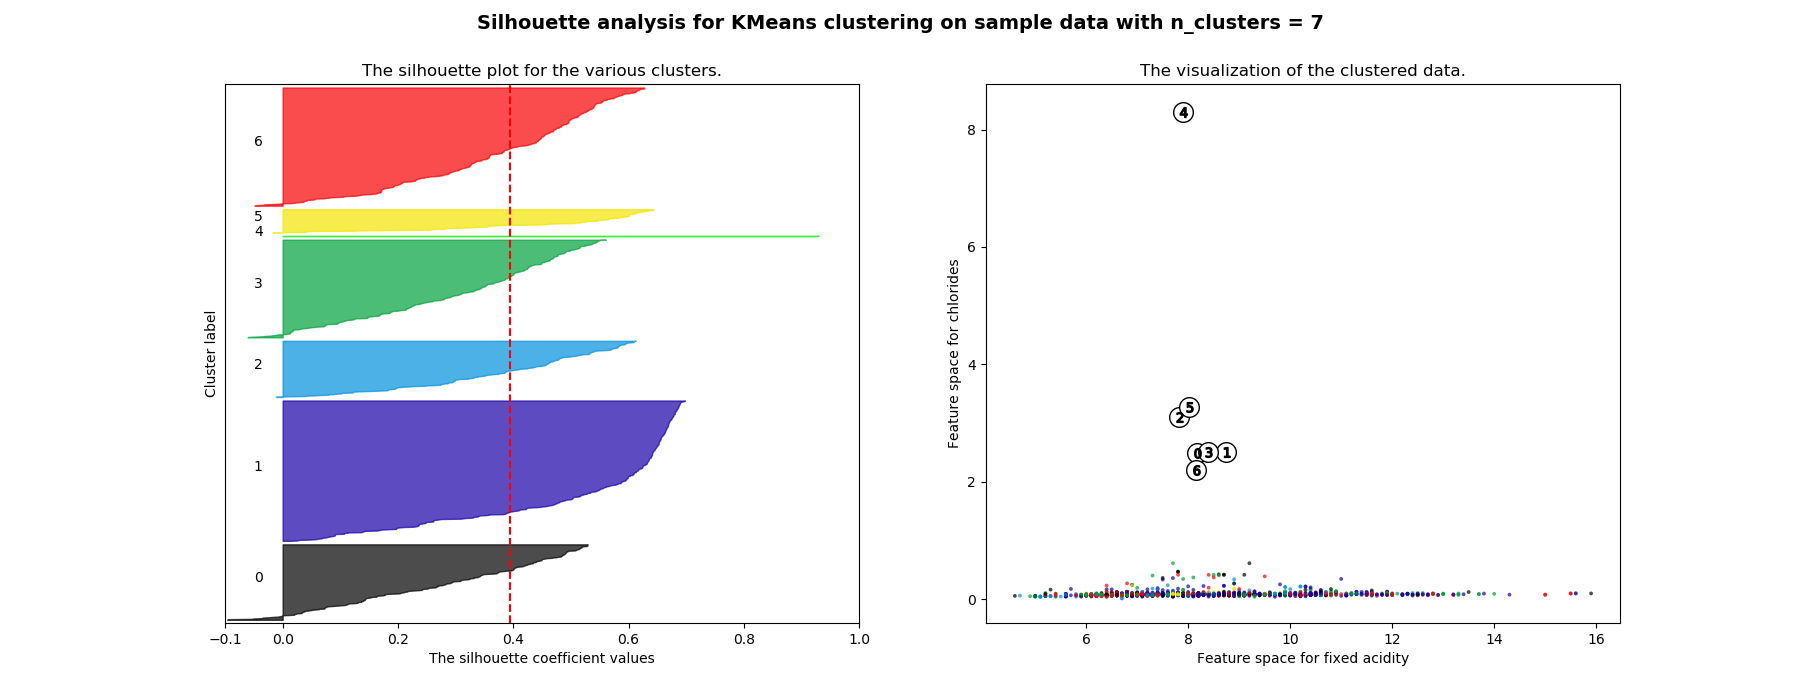 Silhouette analysis for KMeans clustering on sample data with n_clusters = 7
The silhouette plot for the various clusters.
6
5
4
3
2
1
0
Cluster label
−0.1 0.0 0.2 0.4 0.6 0.8 1.0
The silhouette coefficient values
The visualization of the clustered data.
4
5
2
0 3 1
6
8
6
4
2
0
Feature space for chlorides
6 8 10 12 14 16
Feature space for fixed acidity